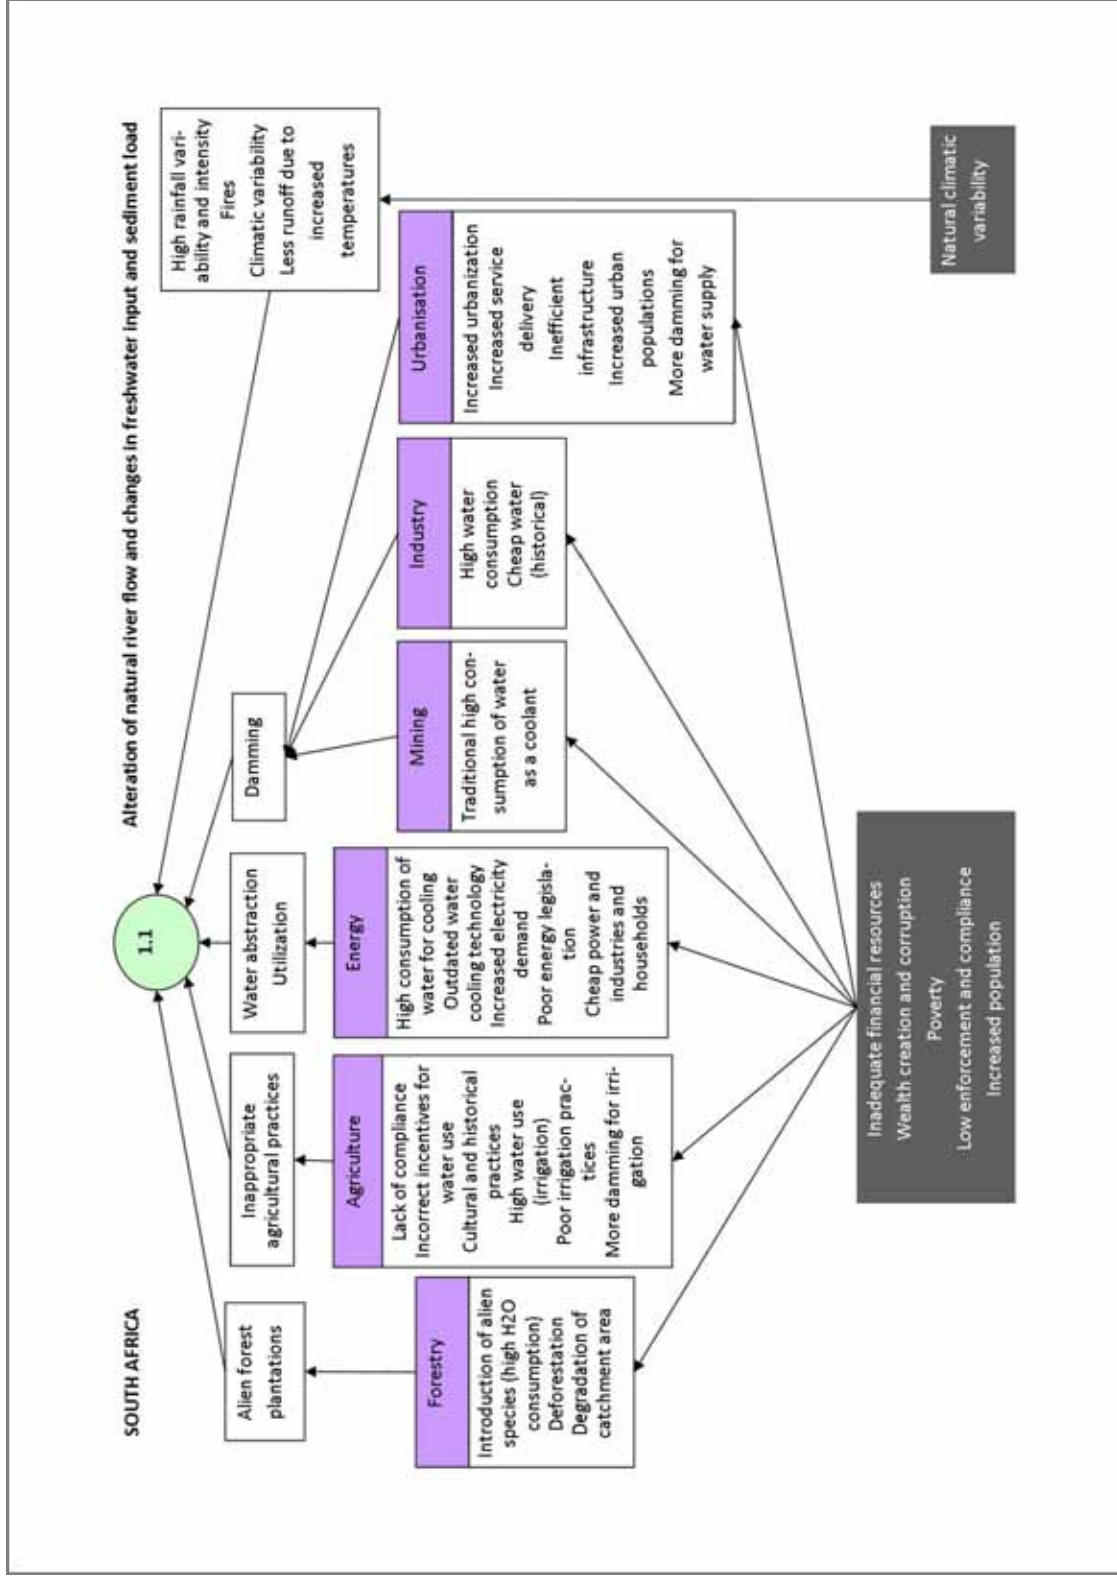 SOUTH AFRICA
Alteration of natural river flow and changes in freshwater input and sediment load
1.1
Alien forest
plantations
Inappropriate
agricultural practices
Water abstraction
Utilization
Damming
High rainfall vari-
ability and intensity
Fires
Climatic variability
Less runoff due to
increased
temperatures
Forestry
Introduction of alien
species (high H2O
consumption)
Deforestation
Degradation of
catchment area
Agriculture
Lack of compliance
Incorrect incentives for
water use
Cultural and historical
practices
High water use
(irrigation)
Poor irrigation prac-
tices
More damming for irri-
gation
Energy
High consumption of
water for cooling
Outdated water
cooling technology
Increased electricity
demand
Poor energy legisla-
tion
Cheap power and
industries and
households
Mining
Traditional high con-
sumption of water
as a coolant
Industry
High water
consumption
Cheap water
(historical)
Urbanisation
Increased urbanization
Increased service
delivery
Inefficient
infrastructure
Increased urban
populations
More damming for
water supply
Inadequate financial resources
Wealth creation and corruption
Poverty
Low enforcement and compliance
Increased population
Natural climatic
variability